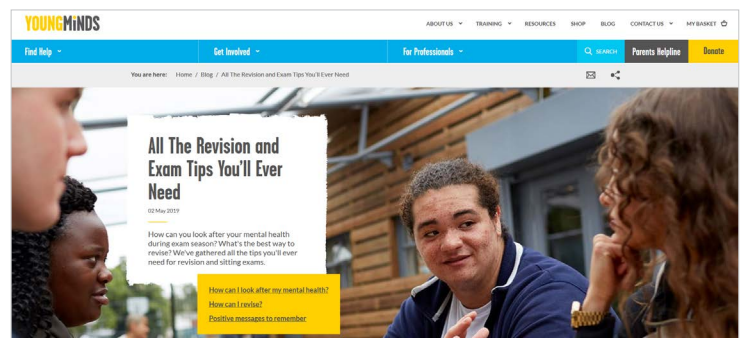 YOUNGMiNDS
ABOUT US TRAINING RESOURCES SHOP BLOG CONTACT US MY BASKET
Find Help Get Involved For Professionals SEARCH Parents Helpline Donate
You are here: Home / Blog / All The Revision and Exam Tips You'll Ever Need
All The Revision and
Exam Tips You'll Ever
Need
02 May 2019
How can you look after your mental health
during exam season? What's the best way to
revise? We've gathered all the tips you'll ever
need for revision and sitting exams.
How can I look after my mental health?
How can I revise?
Positive messages to remember